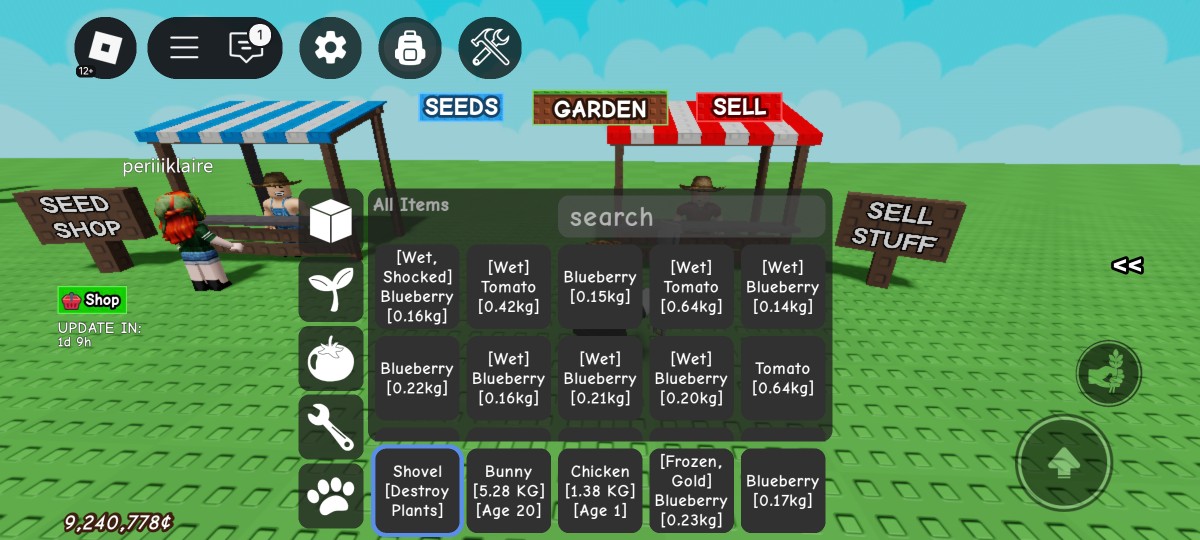 1
12+
SEEDS
GARDEN
SELL
periiiklaire
SEED
SHOP
SELL
STUFF
Shop
UPDATE IN:
1d 9h
<<
All Items
search
[Wet,
Shocked]
Blueberry
[0.16kg]
[Wet]
Tomato
[0.42kg]
Blueberry
[0.15kg]
[Wet]
Tomato
[0.64kg]
[Wet]
Blueberry
[0.14kg]
Blueberry
[0.22kg]
[Wet]
Blueberry
[0.16kg]
[Wet]
Blueberry
[0.21kg]
[Wet]
Blueberry
[0.20kg]
Tomato
[0.64kg]
Shovel
[Destroy
Plants]
Bunny
[5.28 KG]
[Age 20]
Chicken
[1.38 KG]
[Age 1]
[Frozen,
Gold]
Blueberry
[0.23kg]
Blueberry
[0.17kg]
9,240,778¢